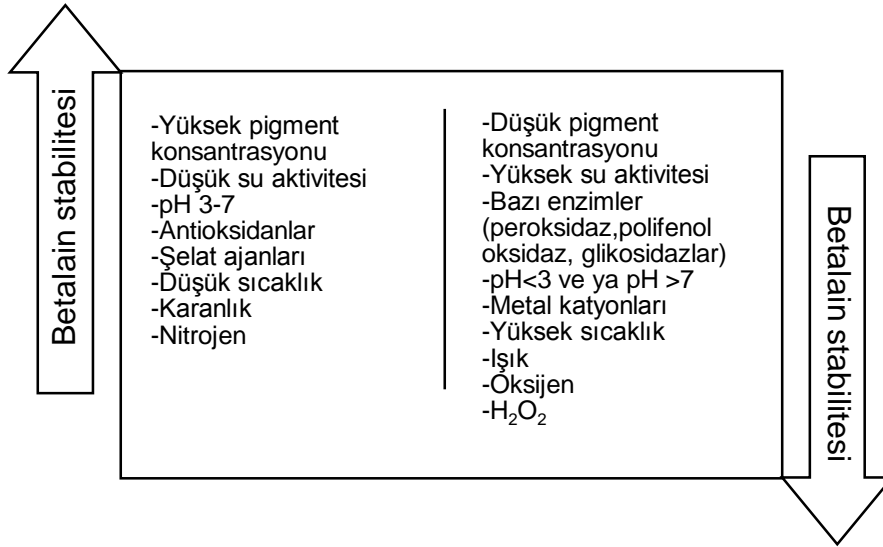 Betalain stabilitesi
-Yüksek pigment
konsantrasyonu
-Düşük su aktivitesi
-pH 3-7
-Antioksidanlar
-Şelat ajanları
-Düşük sıcaklık
-Karanlık
-Nitrojen
-Düşük pigment
konsantrasyonu
-Yüksek su aktivitesi
-Bazı enzimler
(peroksidaz,polifenol
oksidaz, glikosidazlar)
-pH<3 ve ya pH >7
-Metal katyonları
-Yüksek sıcaklık
-Işık
-Oksijen
-H₂O₂
Betalain stabilitesi